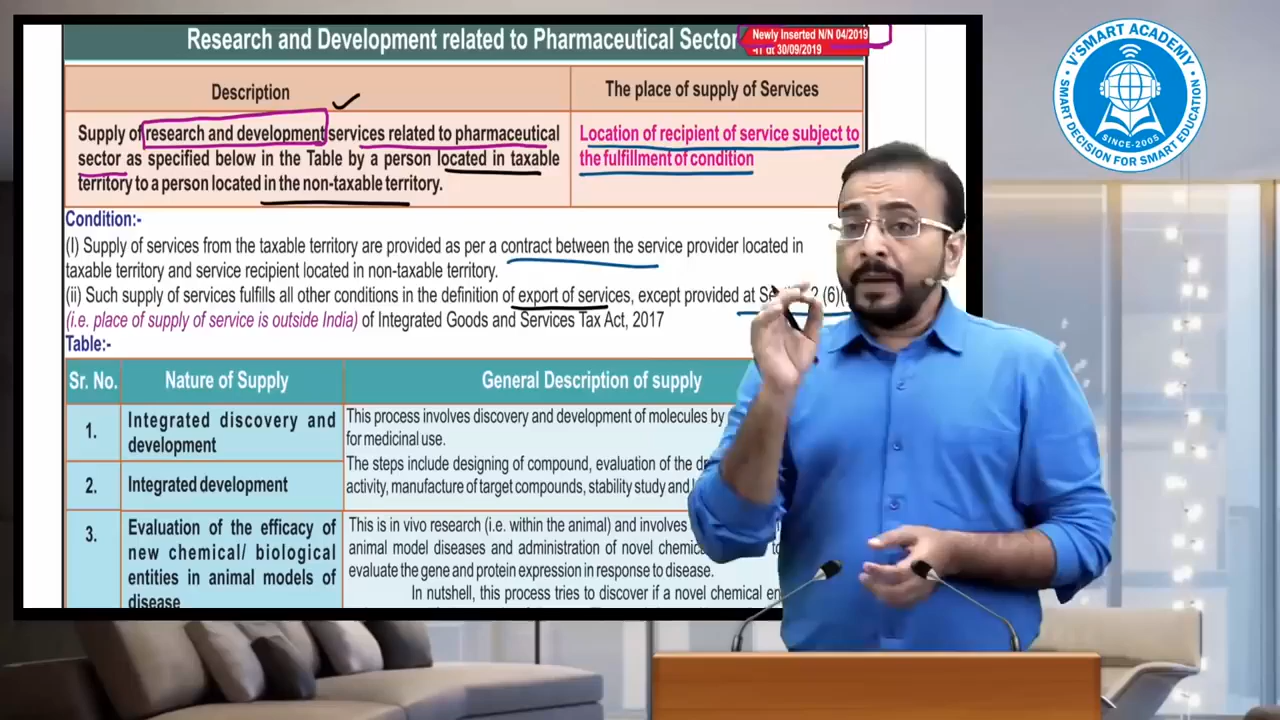 Research and Development related to Pharmaceutical Sector
Newly Inserted N/N 04/2019
dt 30/09/2019
Description
The place of supply of Services
Supply of research and development services related to pharmaceutical
sector as specified below in the Table by a person located in taxable
territory to a person located in the non-taxable territory.
Location of recipient of service subject to
the fulfillment of condition
Condition:-
(I) Supply of services from the taxable territory are provided as per a contract between the service provider located in
taxable territory and service recipient located in non-taxable territory.
(ii) Such supply of services fulfills all other conditions in the definition of export of services, except provided at 2 (6)
(i.e. place of supply of service is outside India) of Integrated Goods and Services Tax Act, 2017
Table:-
Sr. No.
Nature of Supply
General Description of supply
1.
Integrated discovery and
development
This process involves discovery and development of molecules by
for medicinal use.
2.
Integrated development
The steps include designing of compound, evaluation of the
activity, manufacture of target compounds, stability study and
3.
Evaluation of the efficacy of
new chemical/ biological
entities in animal models of
disease
This is in vivo research (i.e. within the animal) and involves
animal model diseases and administration of novel
evaluate the gene and protein expression in response to disease.
In nutshell, this process tries to discover if a novel chemical
V'SMART ACADEMY
SINCE-2005
SMART DECISION FOR SMART EDUCATION